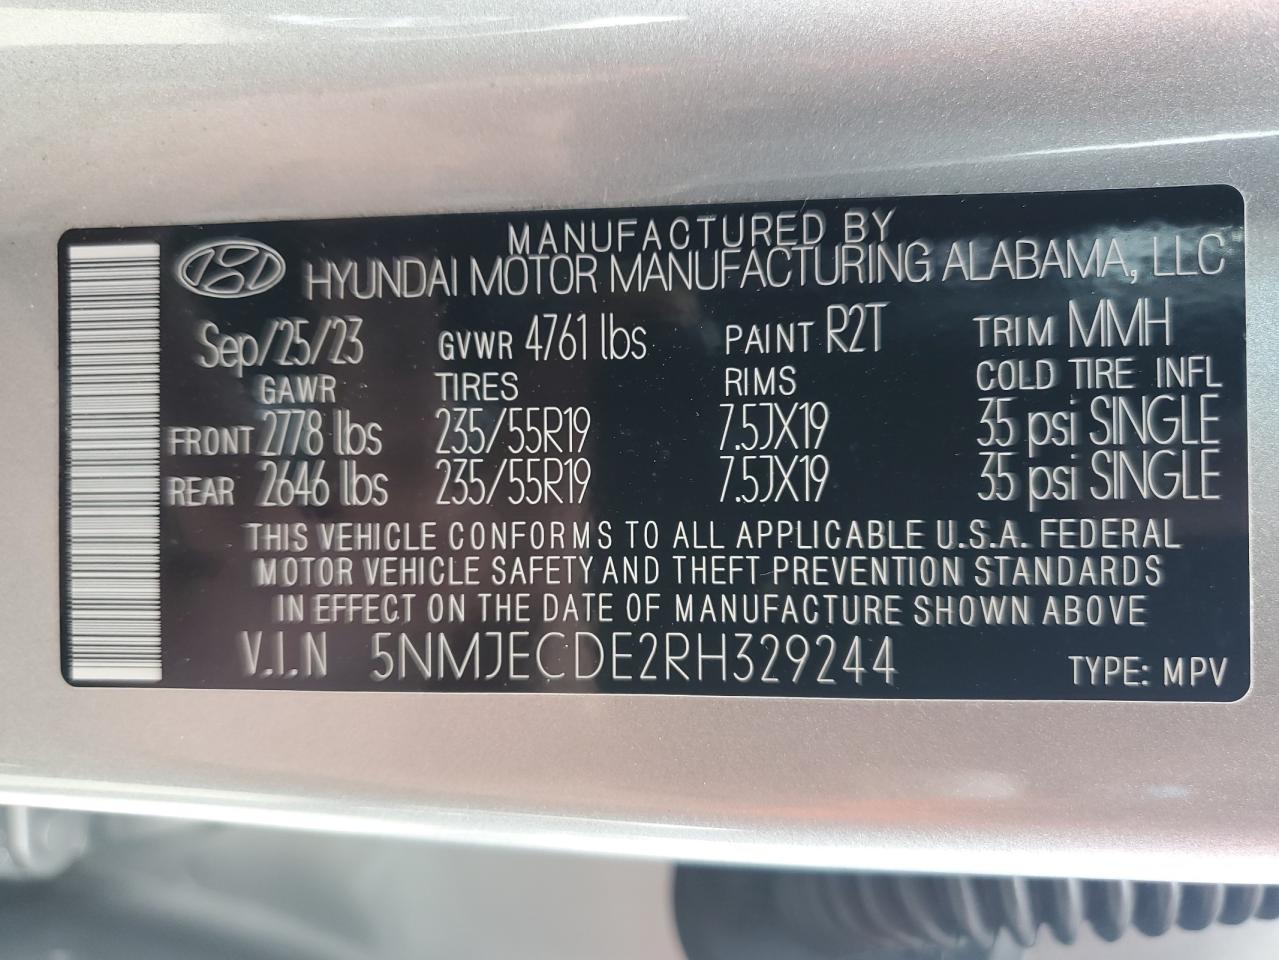 MANUFACTURED BY
HYUNDAI MOTOR MANUFACTURING ALABAMA, LLC
Sep/25/23 GVWR 4761 lbs PAINT R2T TRIM MMH
GAWR TIRES RIMS COLD TIRE INFL
FRONT 2778 lbs 235/55R19 7.5JX19 35 psi SINGLE
REAR 2646 lbs 235/55R19 7.5JX19 35 psi SINGLE
THIS VEHICLE CONFORMS TO ALL APPLICABLE U.S.A. FEDERAL
MOTOR VEHICLE SAFETY AND THEFT PREVENTION STANDARDS
IN EFFECT ON THE DATE OF MANUFACTURE SHOWN ABOVE
V.I.N 5NMJECDE2RH329244 TYPE: MPV